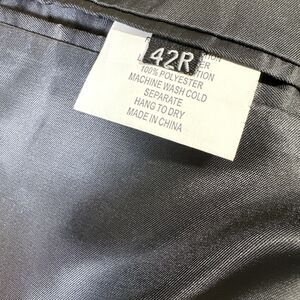 42R
100% POLYESTER
MACHINE WASH COLD
SEPARATE
HANG TO DRY
MADE IN CHINA